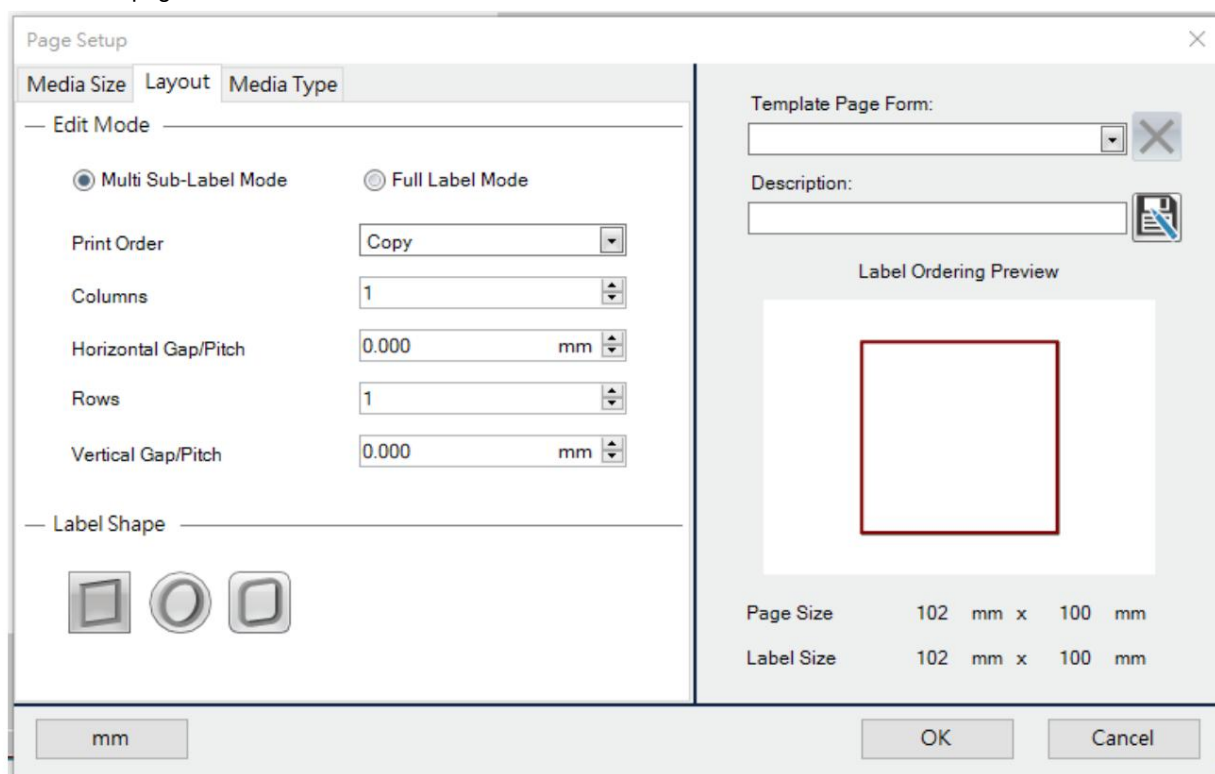 Page Setup
Media Size Layout Media Type
Edit Mode
Multi Sub-Label Mode Full Label Mode
Print Order Copy
Columns 1
Horizontal Gap/Pitch 0.000 mm
Rows 1
Vertical Gap/Pitch 0.000 mm
Label Shape
Template Page Form:
Description:
Label Ordering Preview
Page Size 102 mm x 100 mm
Label Size 102 mm x 100 mm
mm OK Cancel